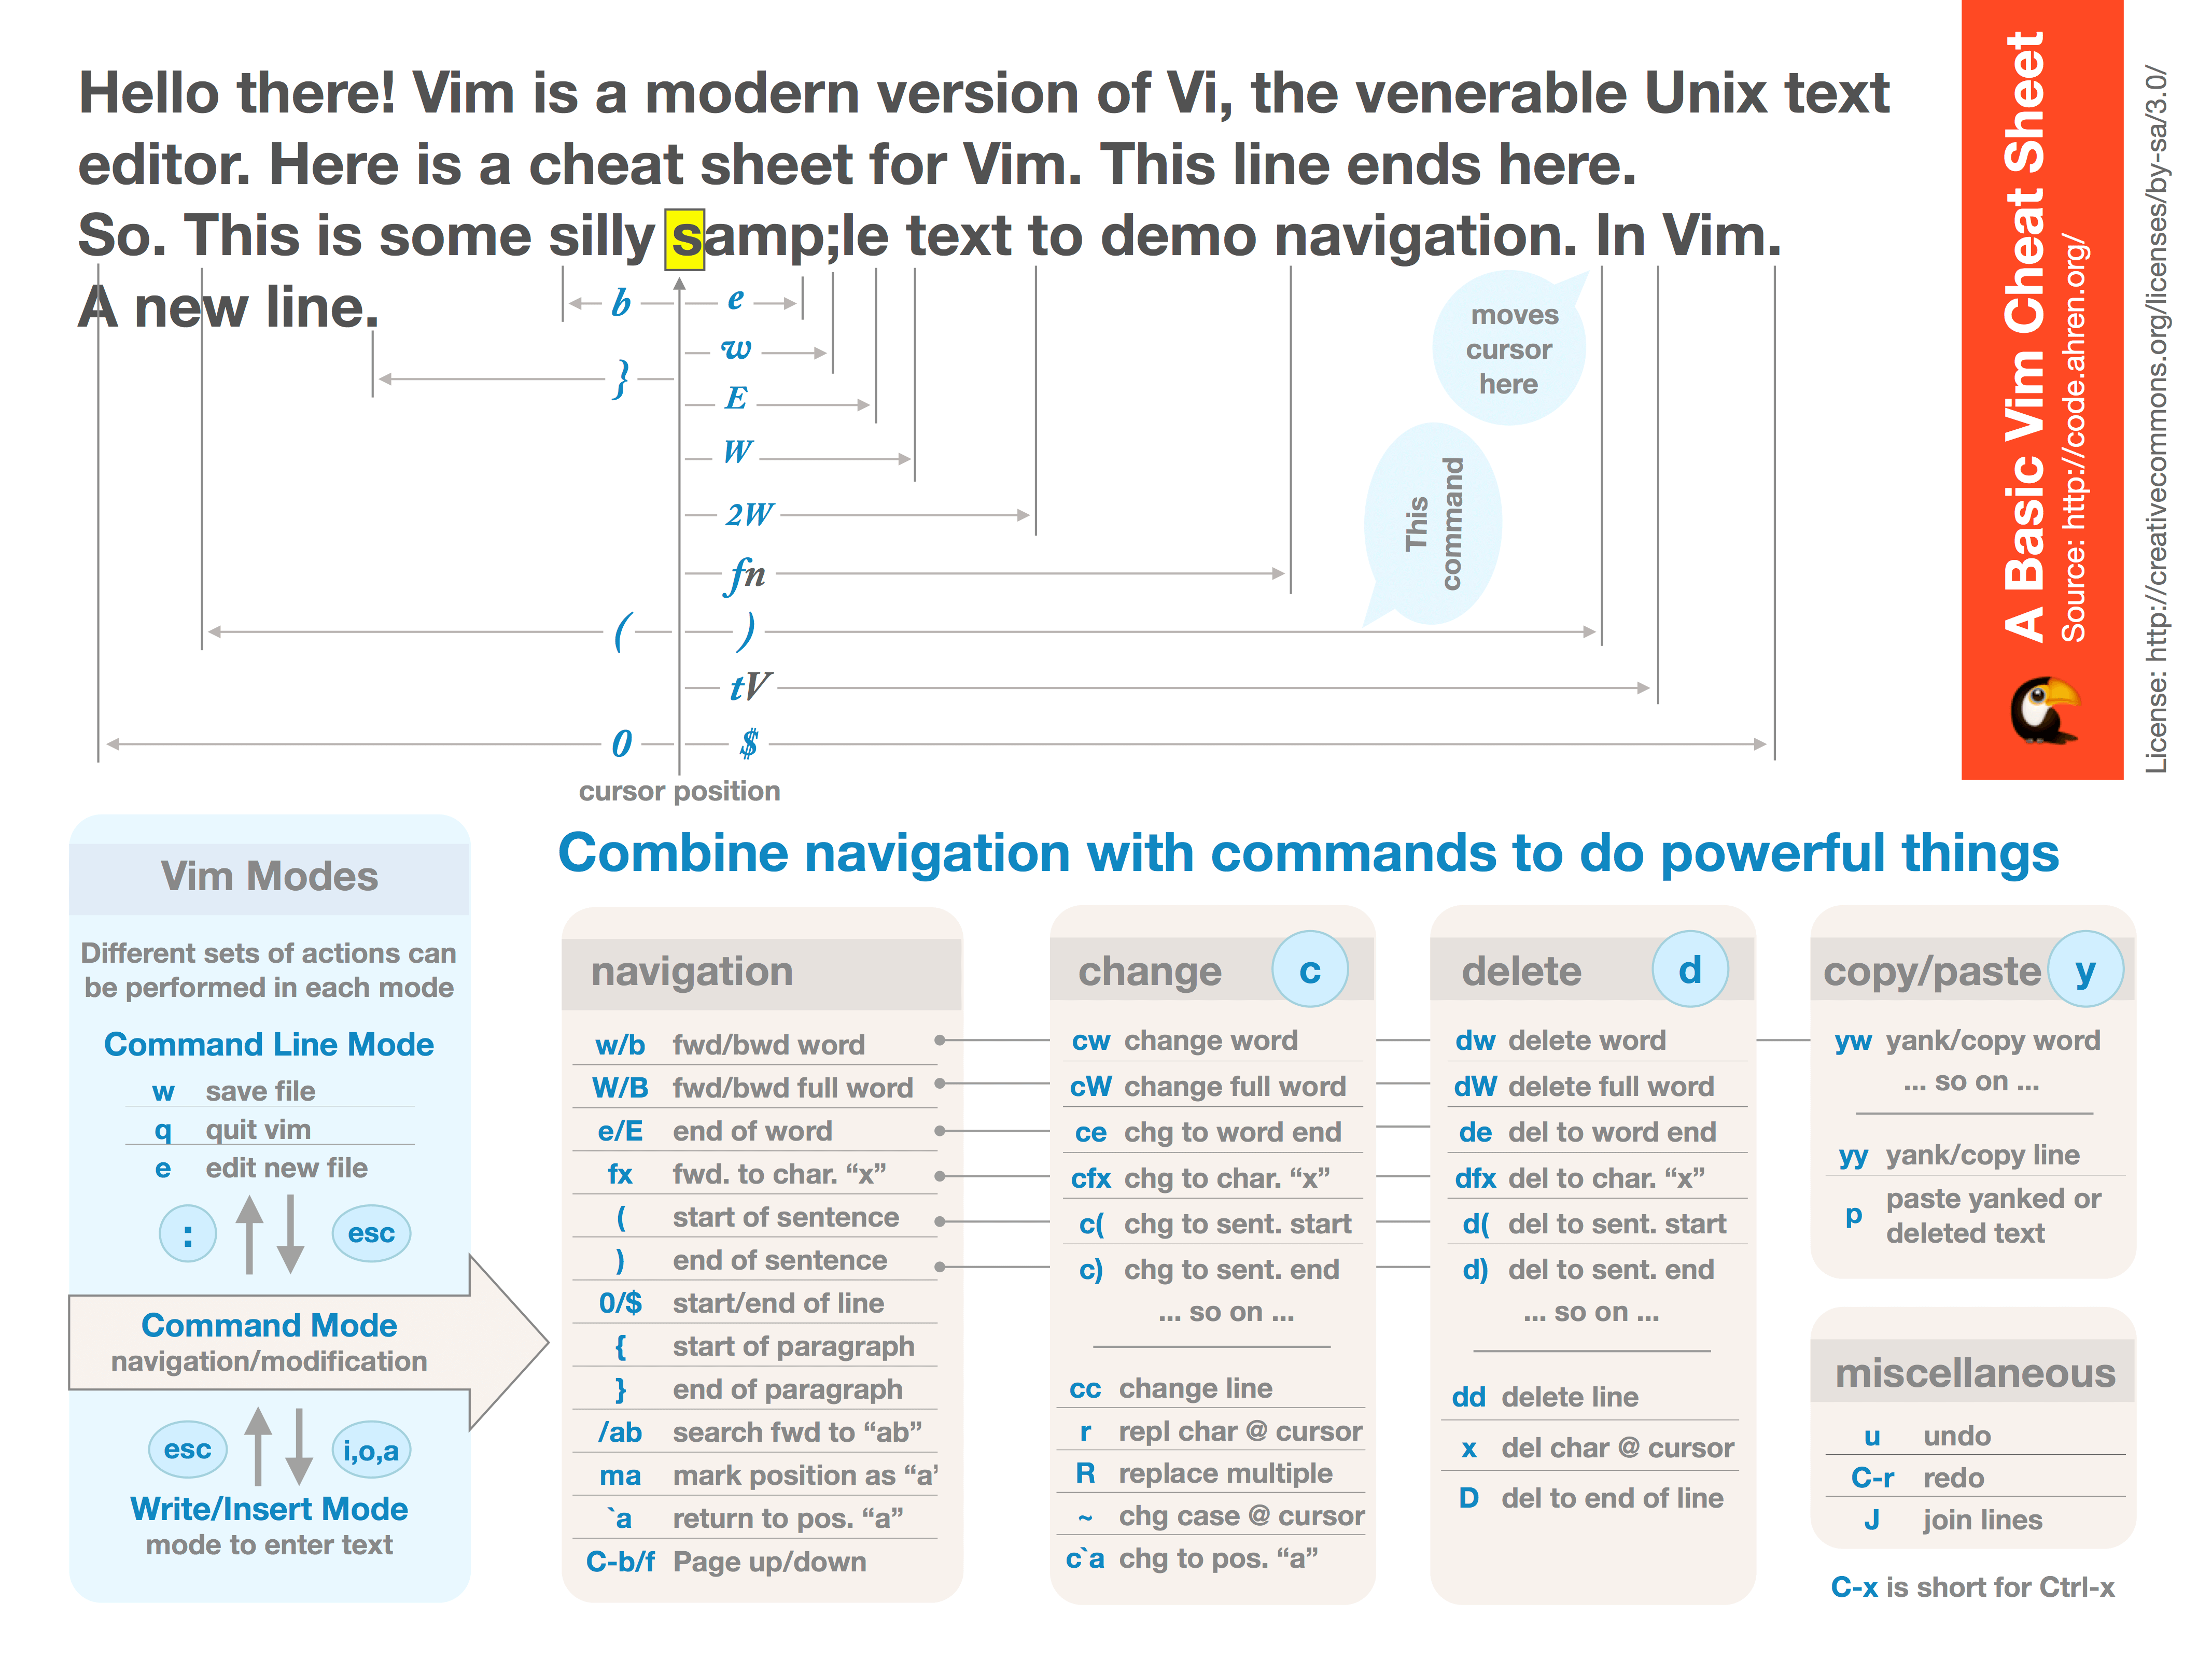 Hello there! Vim is a modern version of Vi, the venerable Unix text
editor. Here is a cheat sheet for Vim. This line ends here.
So. This is some silly samp;le text to demo navigation. In Vim.
A new line.
b e
w
}
E
W
2W
fn
( )
tV
0 $
cursor position
moves
cursor
here
This
command
A Basic Vim Cheat Sheet
Source: http://code.ahren.org/
License: http://creativecommons.org/licenses/by-sa/3.0/
Vim Modes
Different sets of actions can
be performed in each mode
Command Line Mode
w save file
q quit vim
e edit new file
: esc
Command Mode
navigation/modification
esc i,o,a
Write/Insert Mode
mode to enter text
Combine navigation with commands to do powerful things
navigation
w/b fwd/bwd word
W/B fwd/bwd full word
e/E end of word
fx fwd. to char. “x”
( start of sentence
) end of sentence
0/$ start/end of line
{ start of paragraph
} end of paragraph
/ab search fwd to “ab”
ma mark position as “a’
`a return to pos. “a”
C-b/f Page up/down
change c
cw change word
cW change full word
ce chg to word end
cfx chg to char. “x”
c( chg to sent. start
c) chg to sent. end
... so on ...
cc change line
r repl char @ cursor
R replace multiple
~ chg case @ cursor
c`a chg to pos. “a”
delete d
dw delete word
dW delete full word
de del to word end
dfx del to char. “x”
d( del to sent. start
d) del to sent. end
... so on ...
dd delete line
x del char @ cursor
D del to end of line
copy/paste y
yw yank/copy word
... so on ...
yy yank/copy line
p paste yanked or
deleted text
miscellaneous
u undo
C-r redo
J join lines
C-x is short for Ctrl-x